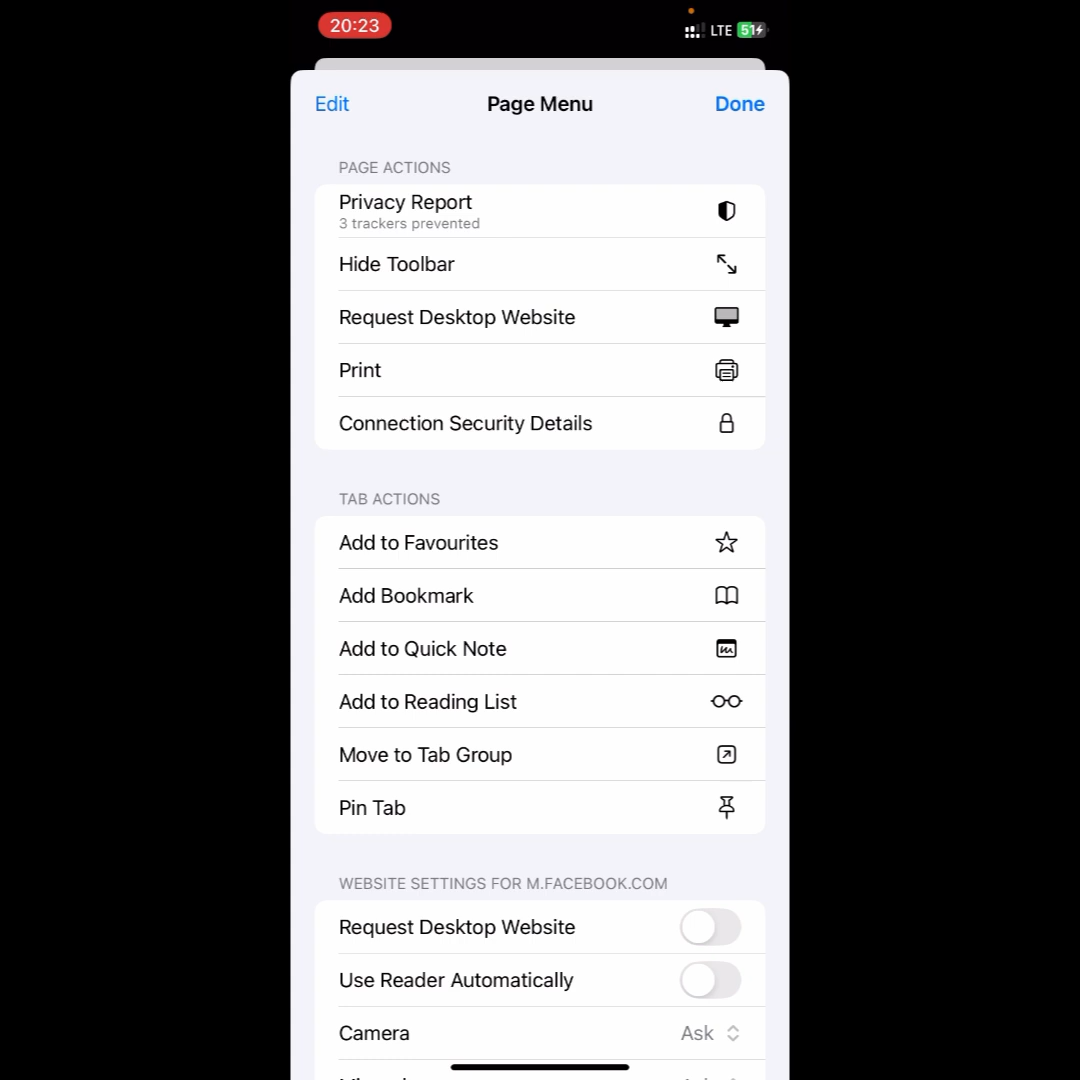 20:23
LTE 51
Edit
Page Menu
Done
PAGE ACTIONS
Privacy Report
3 trackers prevented
Hide Toolbar
Request Desktop Website
Print
Connection Security Details
TAB ACTIONS
Add to Favourites
Add Bookmark
Add to Quick Note
Add to Reading List
Move to Tab Group
Pin Tab
WEBSITE SETTINGS FOR M.FACEBOOK.COM
Request Desktop Website
Use Reader Automatically
Camera Ask